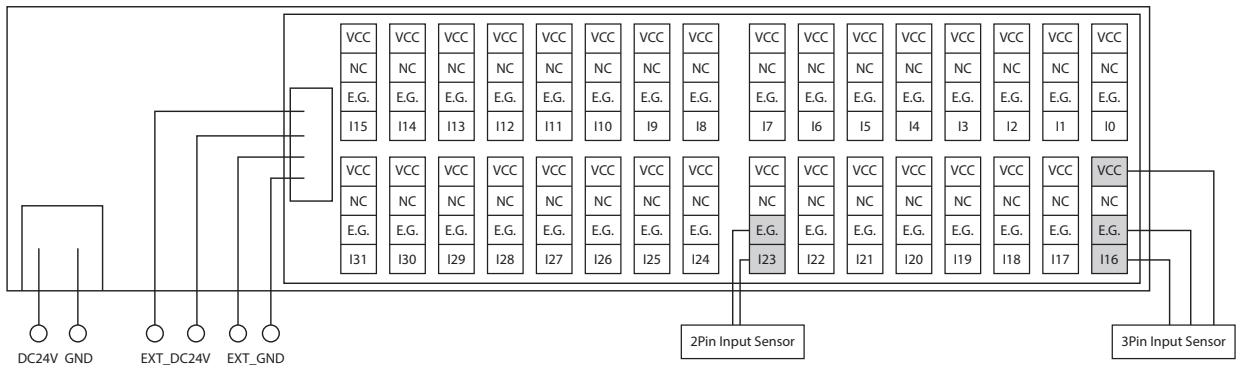 VCC VCC VCC VCC VCC VCC VCC VCC VCC VCC VCC VCC VCC VCC VCC VCC
NC NC NC NC NC NC NC NC NC NC NC NC NC NC NC NC
E.G. E.G. E.G. E.G. E.G. E.G. E.G. E.G. E.G. E.G. E.G. E.G. E.G. E.G. E.G. E.G.
I15 I14 I13 I12 I11 I10 I9 I8 I7 I6 I5 I4 I3 I2 I1 I0
VCC VCC VCC VCC VCC VCC VCC VCC VCC VCC VCC VCC VCC VCC VCC VCC
NC NC NC NC NC NC NC NC NC NC NC NC NC NC NC NC
E.G. E.G. E.G. E.G. E.G. E.G. E.G. E.G. E.G. E.G. E.G. E.G. E.G. E.G. E.G. E.G.
I31 I30 I29 I28 I27 I26 I25 I24 I23 I22 I21 I20 I19 I18 I17 I16
2Pin Input Sensor 3Pin Input Sensor
DC24V GND EXT_DC24V EXT_GND